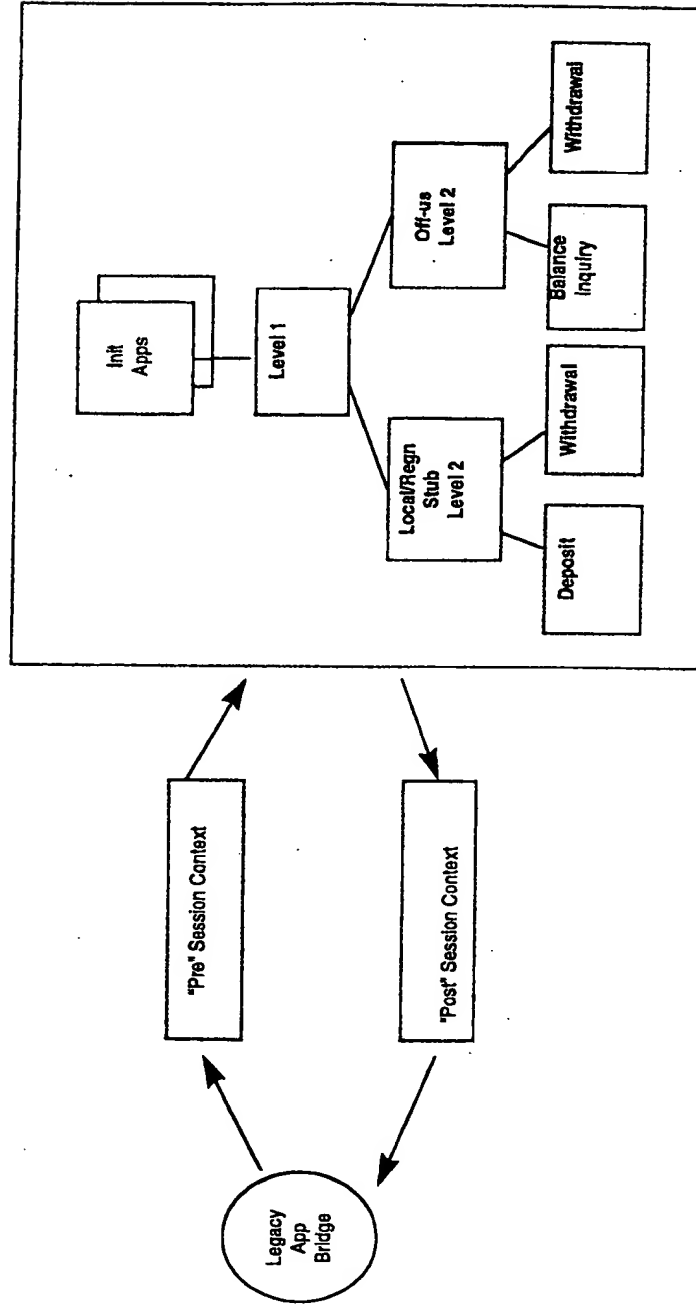 Legacy
App
Bridge
"Pre" Session Context
"Post" Session Context
Init
Apps
Level 1
Local/Regn
Stub
Level 2
Off-us
Level 2
Deposit
Withdrawal
Balance
Inquiry
Withdrawal